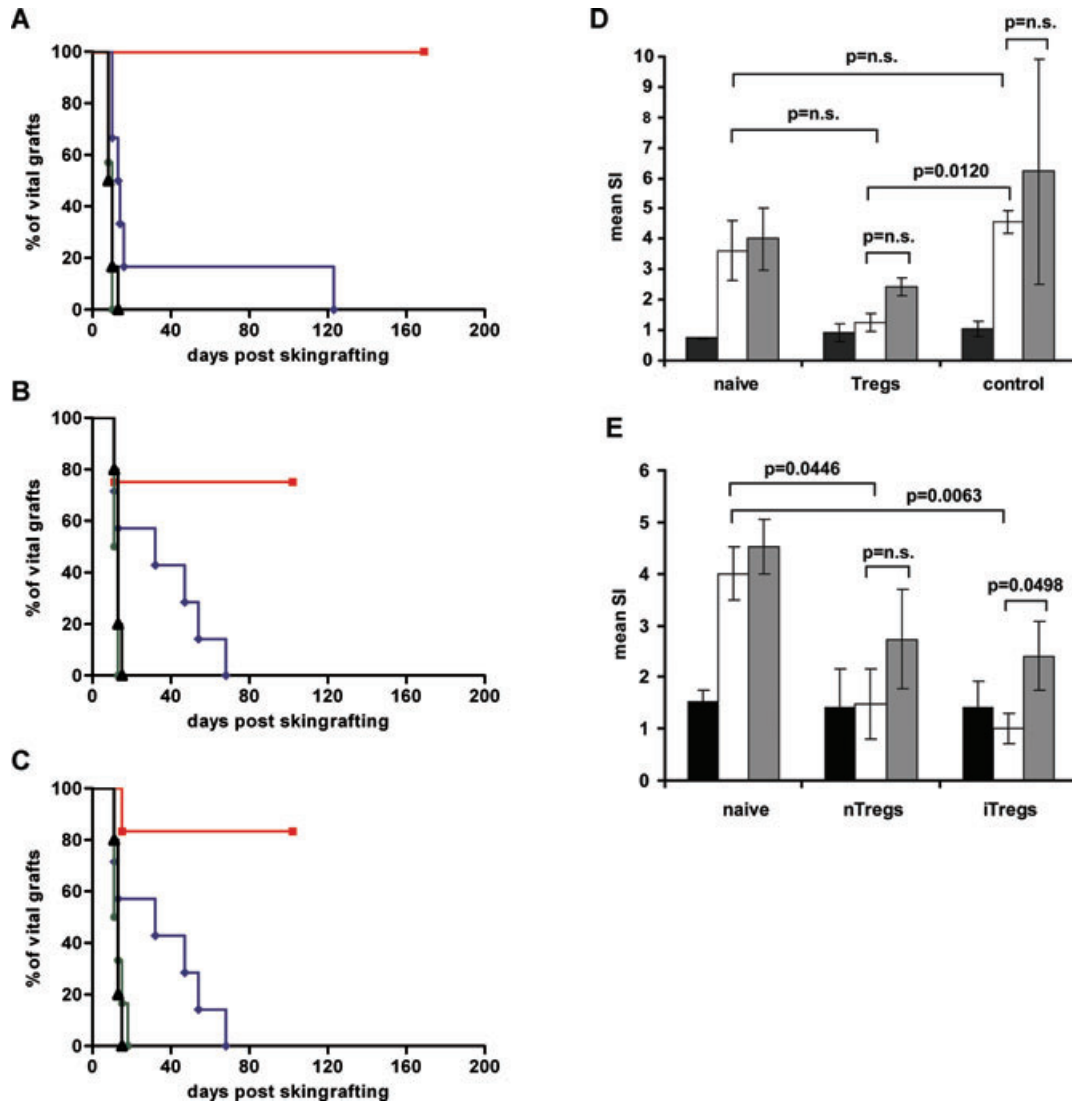 A
100
80
60
40
20
0
% of vital grafts
0 40 80 120 160 200
days post skingrafting
B
100
80
60
40
20
0
% of vital grafts
0 40 80 120 160 200
days post skingrafting
C
100
80
60
40
20
0
% of vital grafts
0 40 80 120 160 200
days post skingrafting
D
p=n.s.
p=n.s.
p=n.s.
p=0.0120
p=n.s.
10
9
8
7
6
5
4
3
2
1
0
mean SI
naive Tregs control
E
p=0.0446
p=0.0063
p=n.s.
p=0.0498
6
5
4
3
2
1
0
mean SI
naive nTregs iTregs